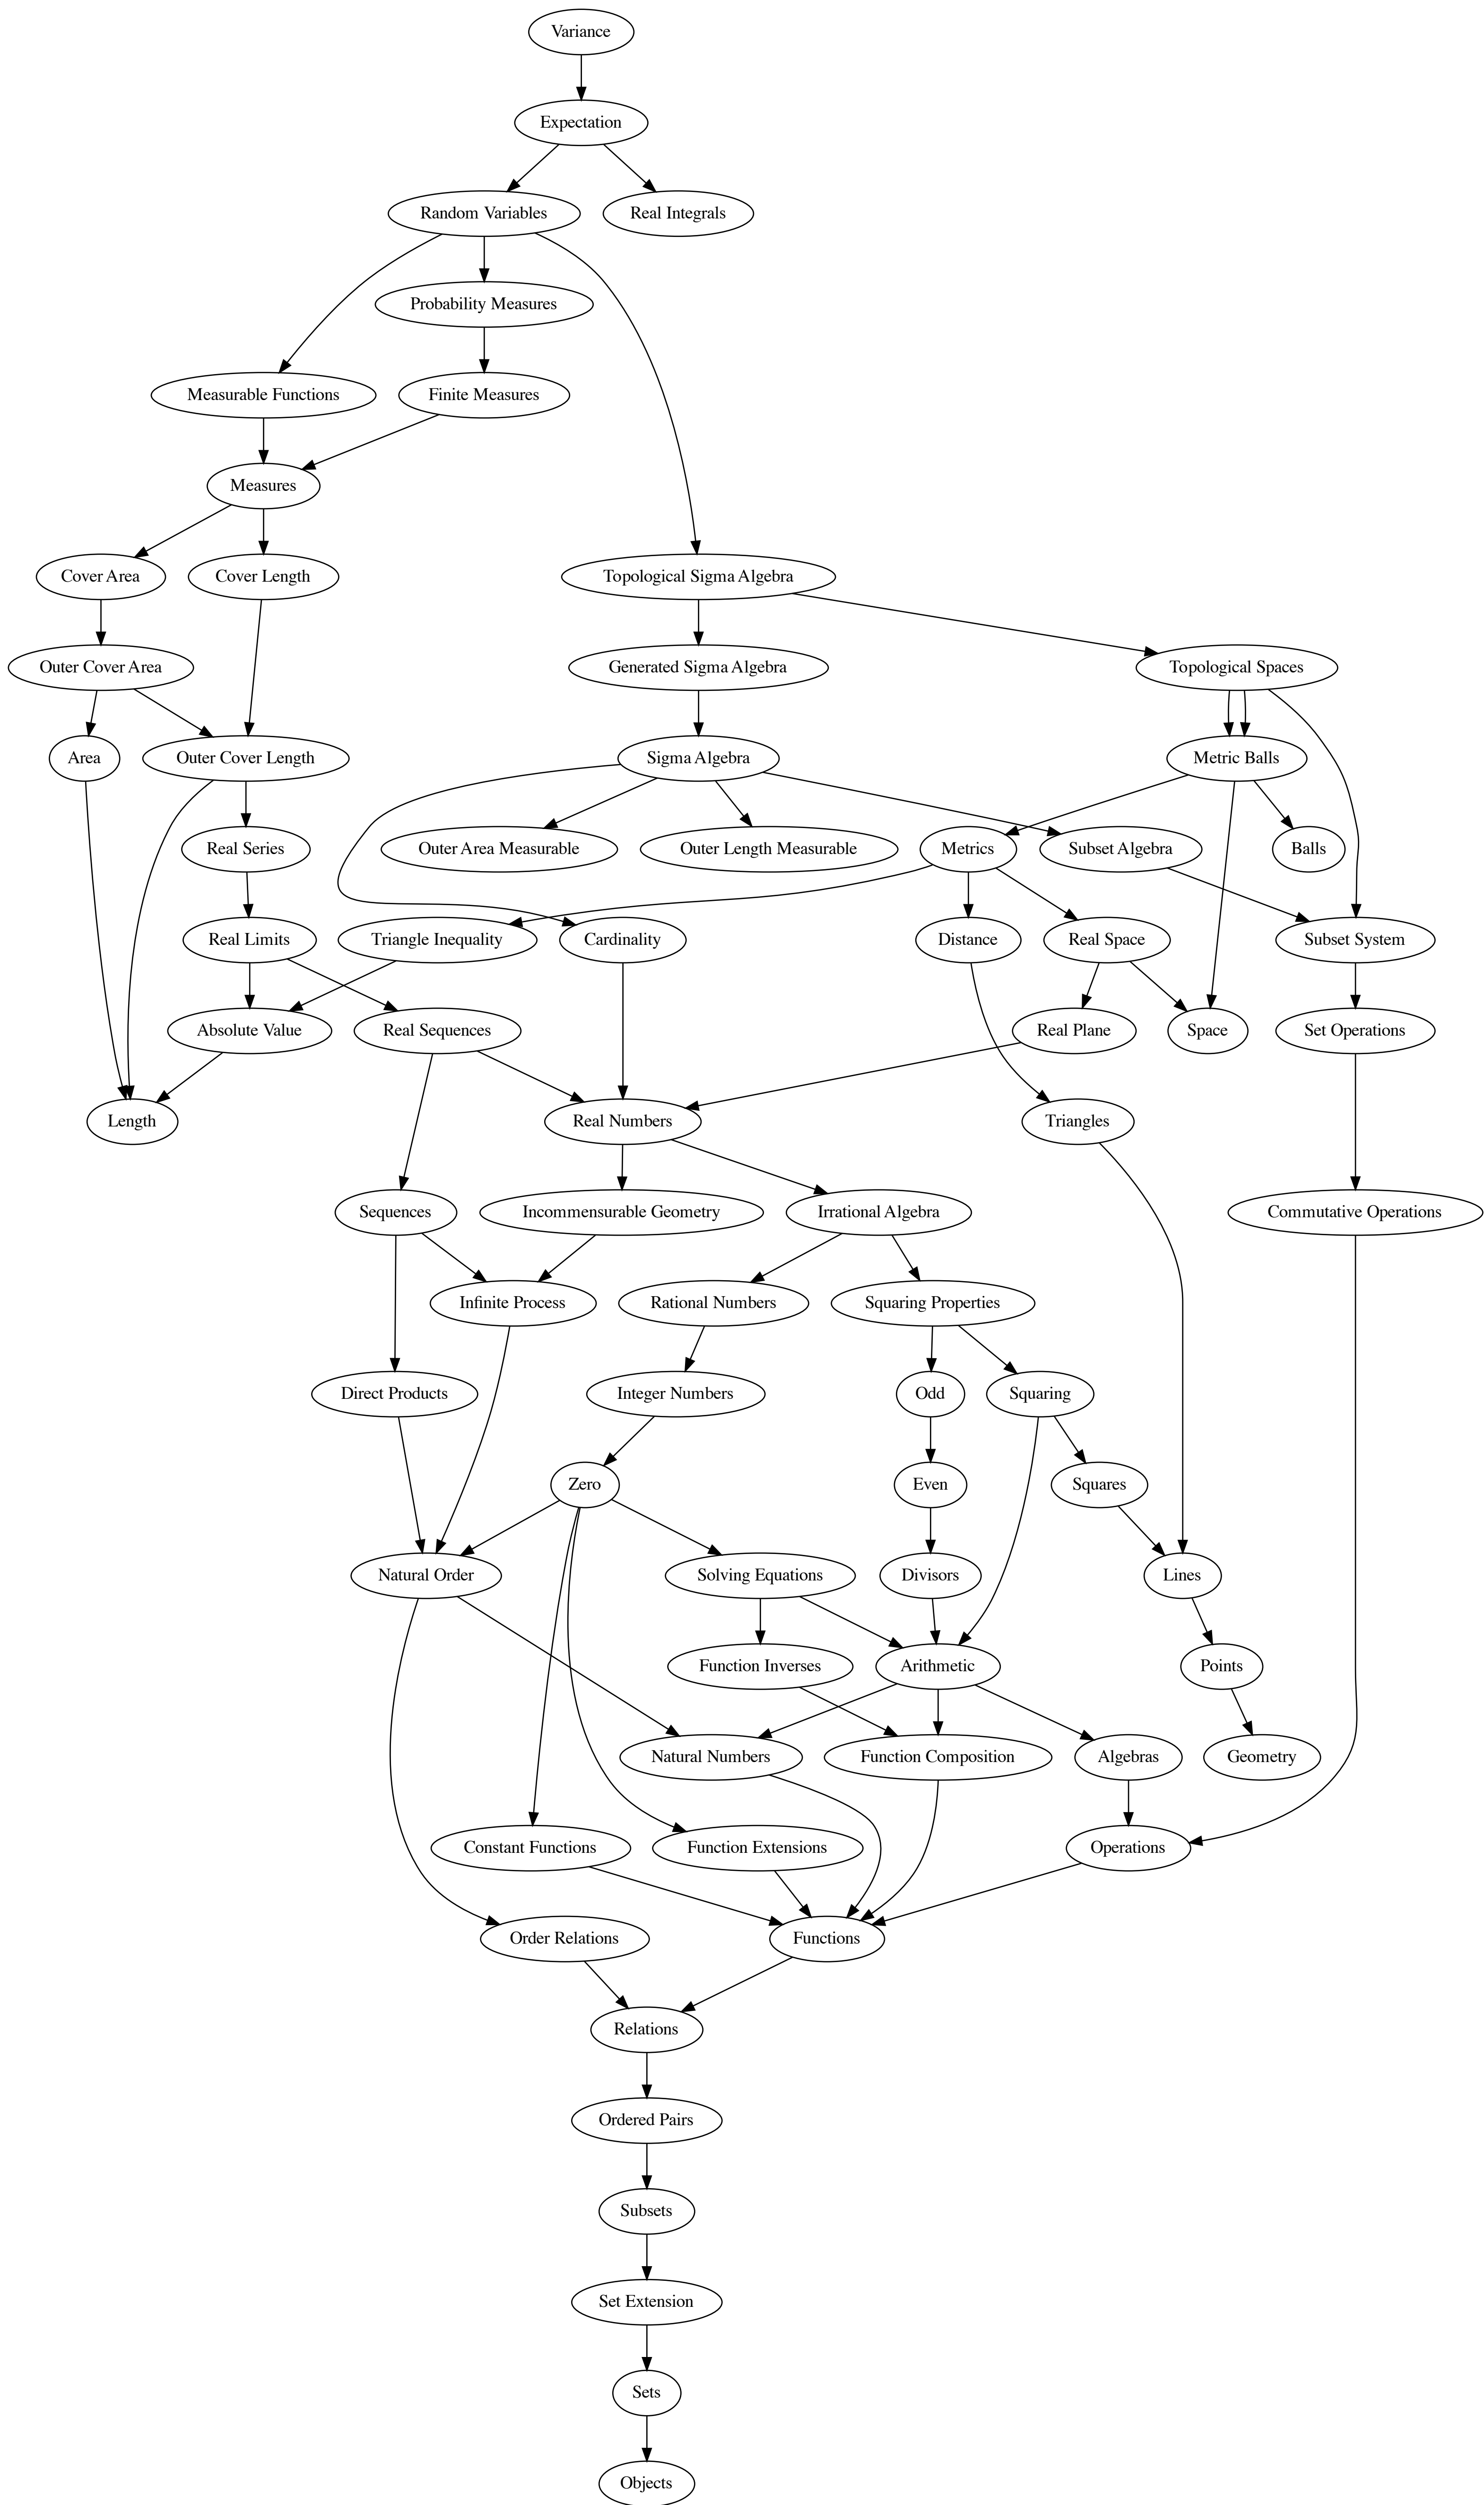 Variance
Expectation
Random Variables
Real Integrals
Probability Measures
Measurable Functions
Finite Measures
Measures
Cover Area
Cover Length
Topological Sigma Algebra
Outer Cover Area
Generated Sigma Algebra
Topological Spaces
Area
Outer Cover Length
Sigma Algebra
Metric Balls
Real Series
Outer Area Measurable
Outer Length Measurable
Metrics
Subset Algebra
Balls
Real Limits
Triangle Inequality
Cardinality
Distance
Real Space
Subset System
Absolute Value
Real Sequences
Real Plane
Space
Set Operations
Length
Real Numbers
Triangles
Sequences
Incommensurable Geometry
Irrational Algebra
Commutative Operations
Infinite Process
Rational Numbers
Squaring Properties
Direct Products
Integer Numbers
Odd
Squaring
Zero
Even
Squares
Natural Order
Solving Equations
Divisors
Lines
Function Inverses
Arithmetic
Points
Natural Numbers
Function Composition
Algebras
Geometry
Constant Functions
Function Extensions
Operations
Order Relations
Functions
Relations
Ordered Pairs
Subsets
Set Extension
Sets
Objects